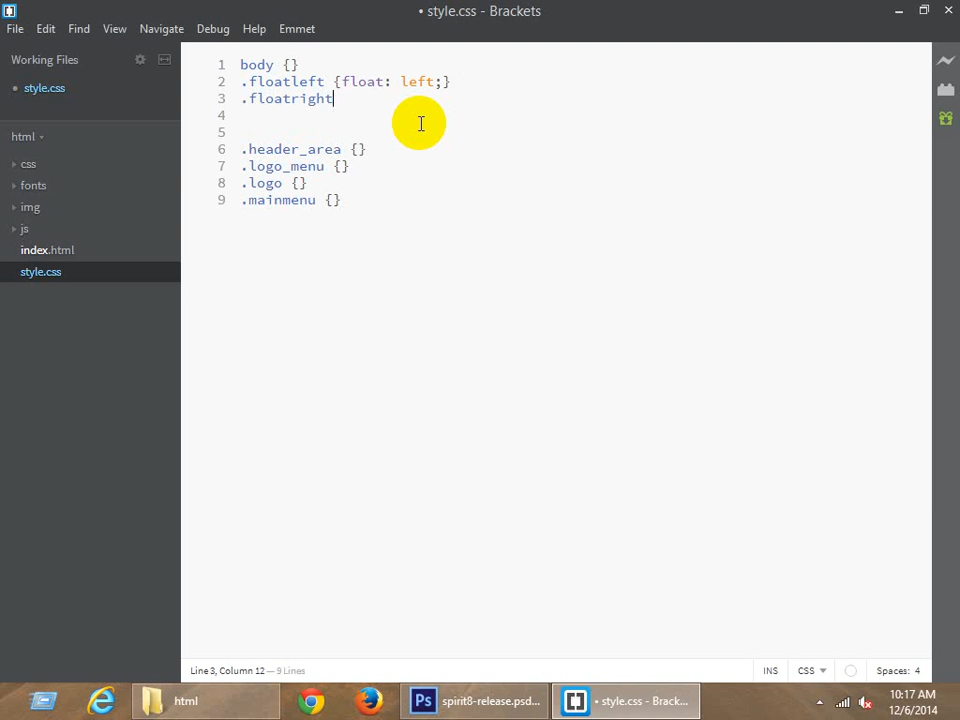 • style.css - Brackets
File Edit Find View Navigate Debug Help Emmet
Working Files
• style.css
html
css
fonts
img
js
index.html
style.css
1 body {}
2 .floatleft {float: left;}
3 .floatright
4
5
6 .header_area {}
7 .logo_menu {}
8 .logo {}
9 .mainmenu {}
Line 3, Column 12 — 9 Lines
INS CSS Spaces: 4
html
Ps spirit8-release.psd...
• style.css - Brackets...
10:17 AM
12/6/2014